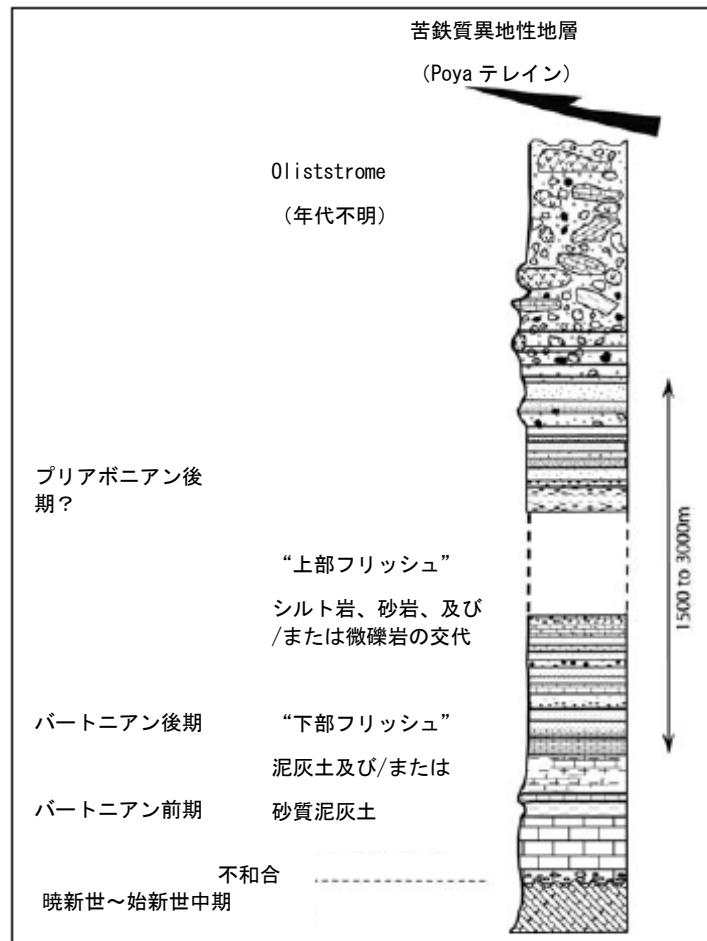 苦鉄質異地性地層
(Poya テレイン)
Oliststrome
(年代不明)
プリアボニアン後
期?
“上部フリッシュ”
シルト岩、砂岩、及び
/または微礫岩の交代
1500 to 3000m
バートニアン後期
“下部フリッシュ”
泥灰土及び/または
バートニアン前期
砂質泥灰土
不和合
暁新世～始新世中期